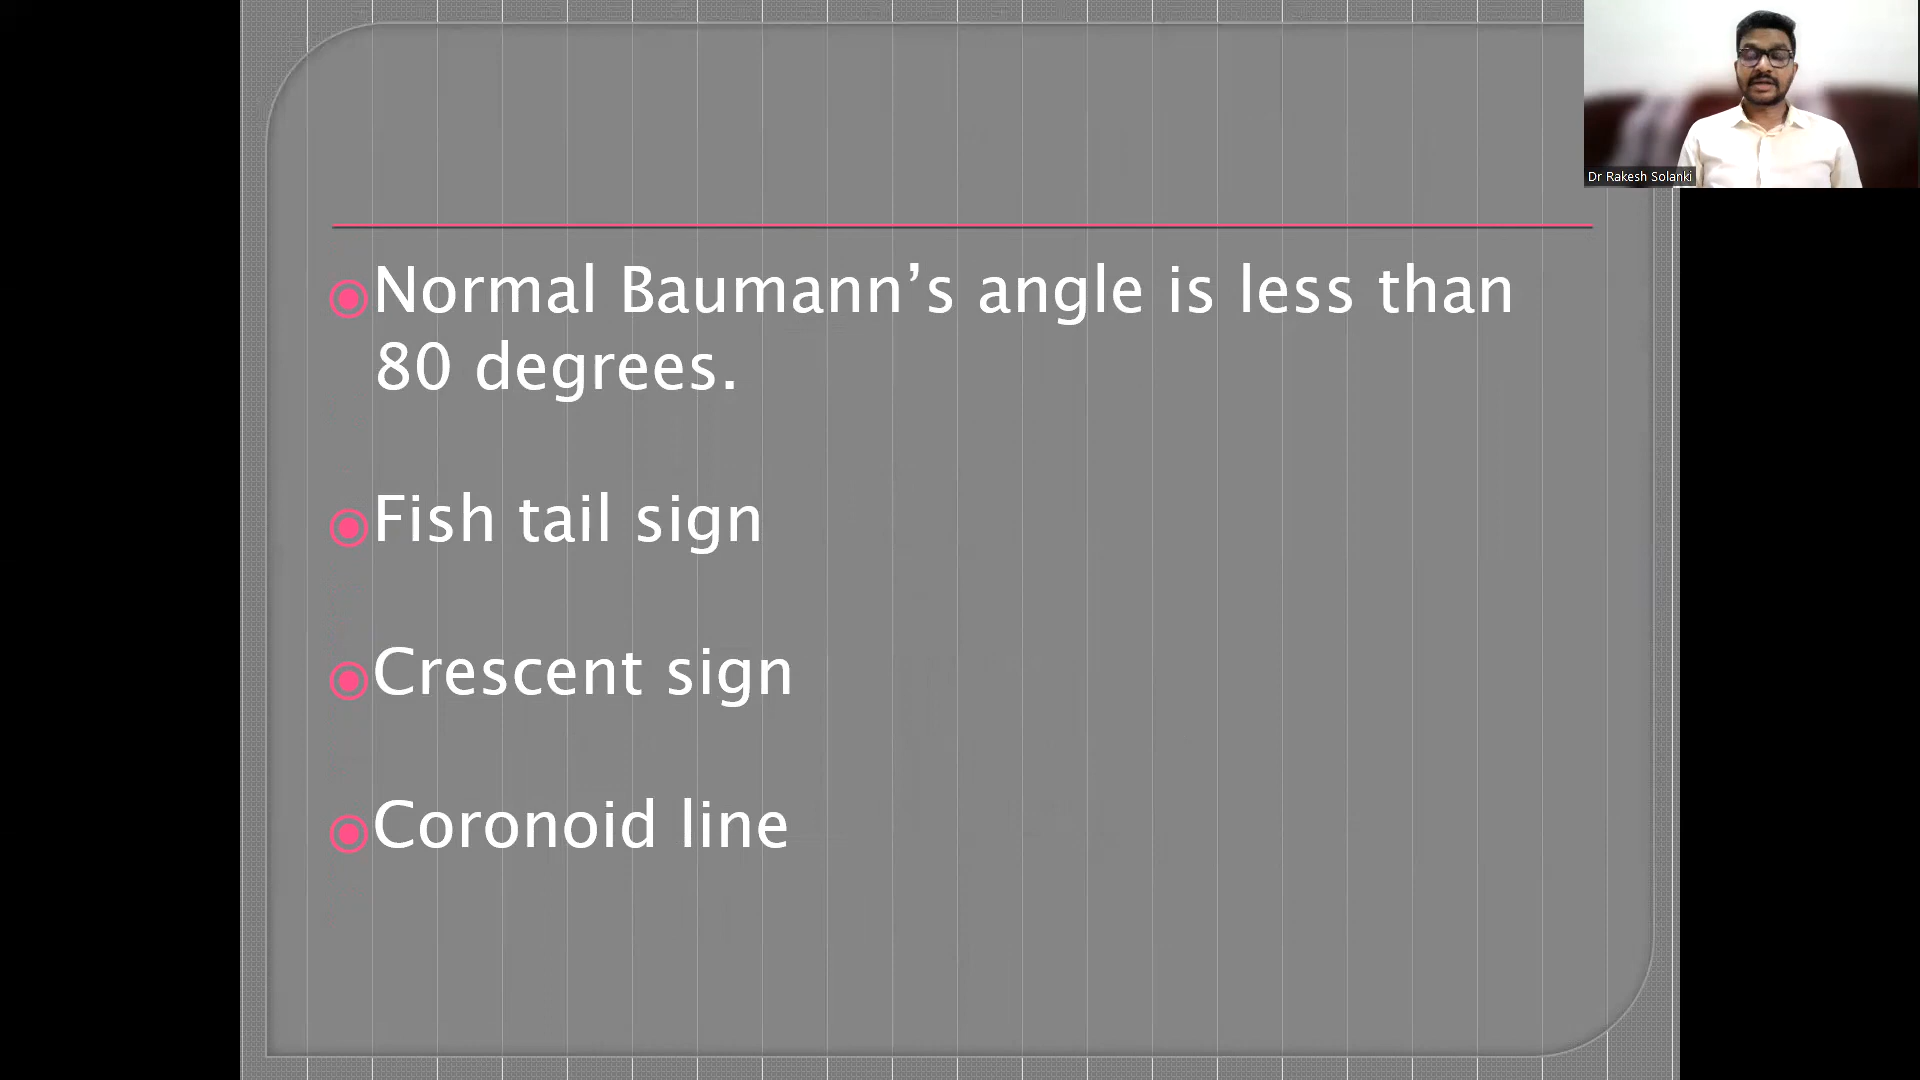 Dr Rakesh Solanki
Normal Baumann’s angle is less than
80 degrees.
Fish tail sign
Crescent sign
Coronoid line